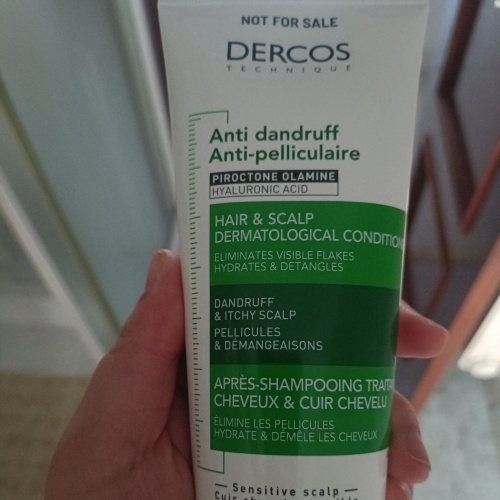 NOT FOR SALE
DERCOS
TECHNIQUE
Anti dandruff
Anti-pelliculaire
PIROCTONE OLAMINE
HYALURONIC ACID
HAIR & SCALP
DERMATOLOGICAL CONDITION
ELIMINATES VISIBLE FLAKES
HYDRATES & DETANGLES
DANDRUFF
& ITCHY SCALP
PELLICULES
& DÉMANGEAISONS
APRÈS-SHAMPOOING TRAITA
CHEVEUX & CUIR CHEVELU
ÉLIMINE LES PELLICULES
HYDRATE & DÉMÊLE LES CHEVEUX
Sensitive scalp
Cuir